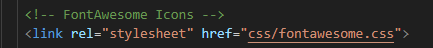 <!-- FontAwesome Icons -->
<link rel="stylesheet" href="css/fontawesome.css">